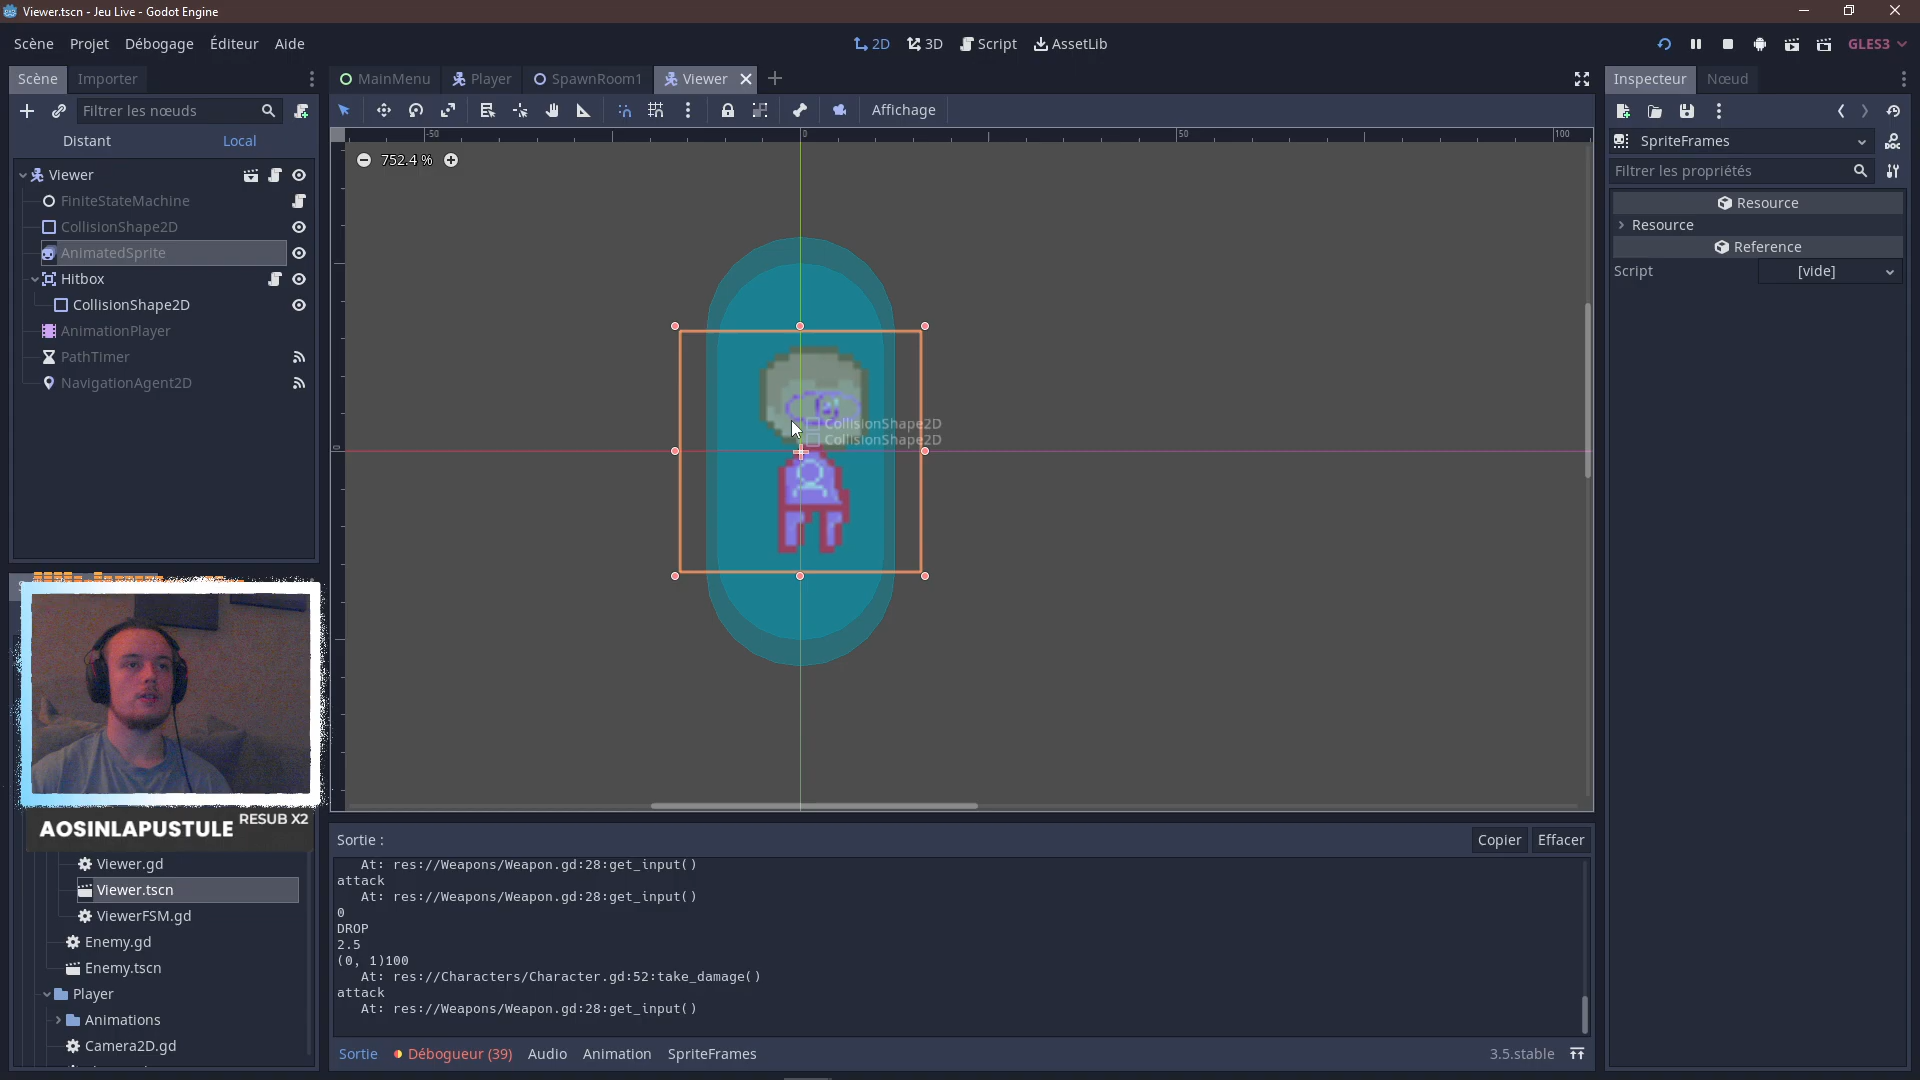 Viewer.tscn - Jeu Live - Godot Engine
Scène Projet Débogage Éditeur Aide
2D 3D Script AssetLib
GLES3
Scène Importer
MainMenu Player SpawnRoom1 Viewer
Inspecteur Nœud
Filtrer les nœuds
Affichage
Distant Local
SpriteFrames
Filtrer les propriétés
-50 0 50 100
752.4 %
Viewer
FiniteStateMachine
CollisionShape2D
AnimatedSprite
Hitbox
CollisionShape2D
AnimationPlayer
PathTimer
NavigationAgent2D
Resource
Resource
Reference
Script [vide]
0
CollisionShape2D
CollisionShape2D
AOSINLAPUSTULE RESUB X2
Viewer.gd
Viewer.tscn
ViewerFSM.gd
Enemy.gd
Enemy.tscn
Player
Animations
Camera2D.gd
Sortie :
Copier Effacer
At: res://Weapons/Weapon.gd:28:get_input()
attack
At: res://Weapons/Weapon.gd:28:get_input()
0
DROP
2.5
(0, 1)100
At: res://Characters/Character.gd:52:take_damage()
attack
At: res://Weapons/Weapon.gd:28:get_input()
Sortie Débogueur (39) Audio Animation SpriteFrames
3.5.stable